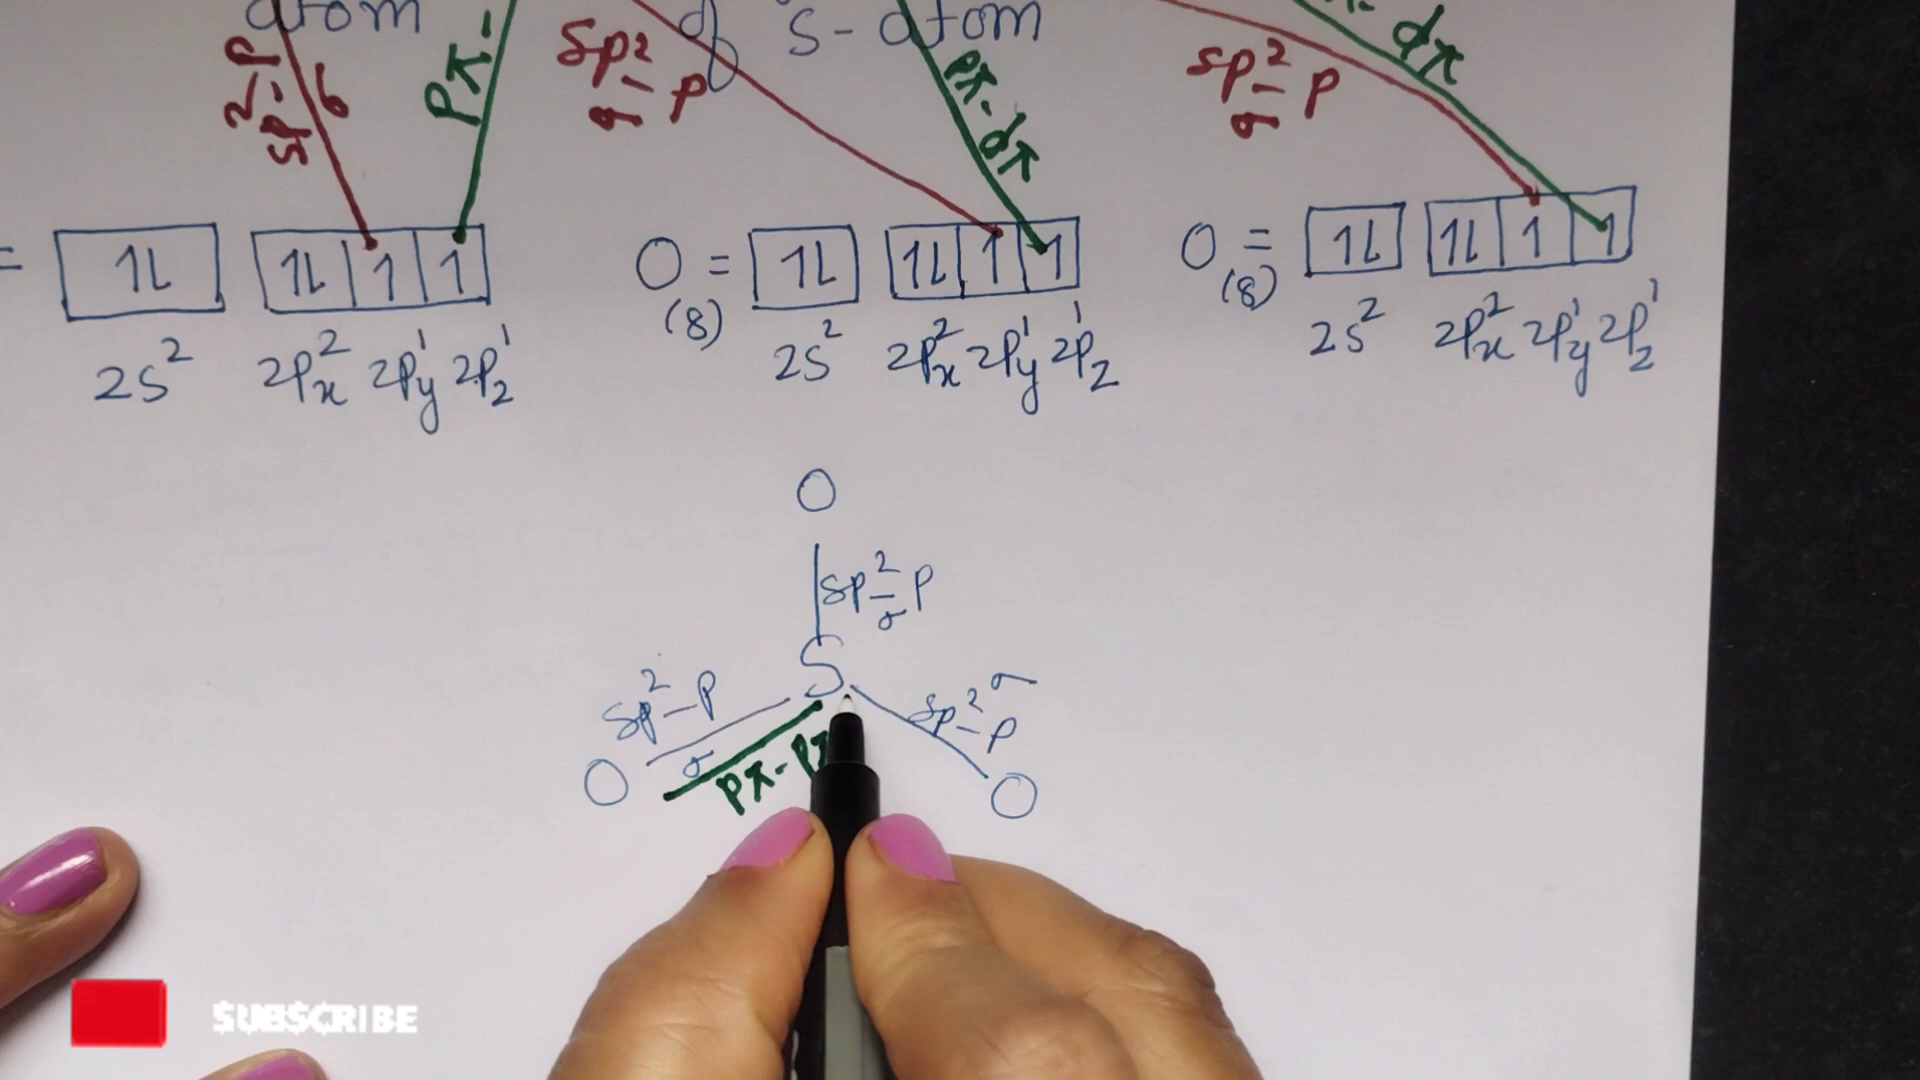 atom of S- atom
sp²-p σ
pπ-
sp²-p σ
pπ-dπ
sp²-p σ
π-dπ
= 1L 1L 1 1
2s² 2px² 2py¹ 2pz¹
O = 1L 1L 1 1
(8)
2s² 2px² 2py¹ 2pz¹
O = 1L 1L 1 1
(8)
2s² 2px² 2py¹ 2pz¹
O
sp²-p σ
S
sp²-p σ
sp²-p σ
O
pπ-pπ
O
SUBSCRIBE